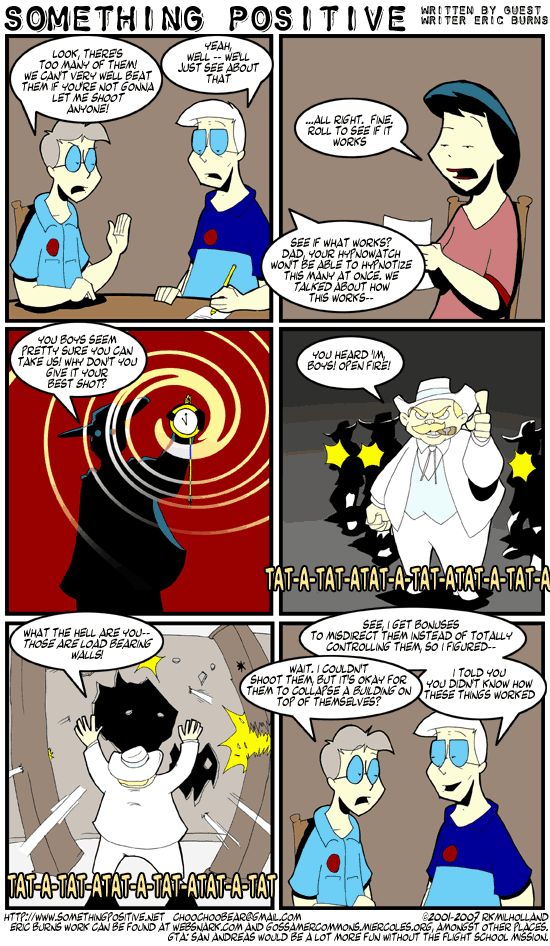 SOMETHING POSITIVE
WRITTEN BY GUEST
WRITER ERIC BURNS
LOOK, THERE'S
TOO MANY OF THEM!
WE CAN'T VERY WELL BEAT
THEM IF YOU'RE NOT GONNA
LET ME SHOOT
ANYONE!
YEAH,
WELL -- WE'LL
JUST SEE ABOUT
THAT
...ALL RIGHT. FINE.
ROLL TO SEE IF IT
WORKS
SEE IF WHAT WORKS?
DAD, YOUR HYPNOWATCH
WON'T BE ABLE TO HYPNOTIZE
THIS MANY AT ONCE. WE
TALKED ABOUT HOW
THIS WORKS--
YOU BOYS SEEM
PRETTY SURE YOU CAN
TAKE US! WHY DON'T YOU
GIVE IT YOUR
BEST SHOT?
YOU HEARD 'IM,
BOYS! OPEN FIRE!
TAT-A-TAT-ATAT-A-TAT-ATAT-A-TAT-A
WHAT THE HELL ARE YOU--
THOSE ARE LOAD BEARING
WALLS!
TAT-A-TAT-ATAT-A-TAT-ATAT-A-TAT
SEE, I GET BONUSES
TO MISDIRECT THEM INSTEAD OF TOTALLY
CONTROLLING THEM, SO I FIGURED--
WAIT. I COULDN'T
SHOOT THEM, BUT IT'S OKAY FOR
THEM TO COLLAPSE A BUILDING ON
TOP OF THEMSELVES?
I TOLD YOU
YOU DIDN'T KNOW HOW
THESE THINGS WORKED
HTTP://WWW.SOMETHINGPOSITIVE.NET CHOOCHOOBEAR@GMAIL.COM ©2001-2007 RKMILHOLLAND
ERIC BURNS WORK CAN BE FOUND AT WEBSNARK.COM AND GOSSAMERCOMMONS.MIERCOLES.ORG, AMONGST OTHER PLACES.
GTA: SAN ANDREAS WOULD BE A LOT MORE FUN WITHOUT THE FLIGHT SCHOOL MISSION.